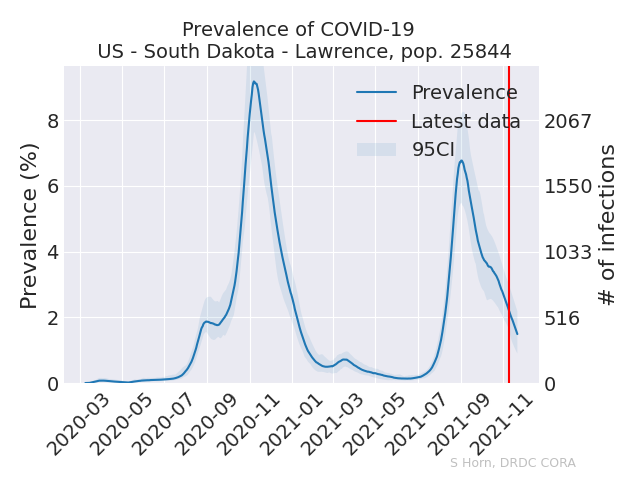 Prevalence of COVID-19
US - South Dakota - Lawrence, pop. 25844
Prevalence
Latest data
95CI
Prevalence (%)
8
6
4
2
0
2067
1550
1033
516
0
# of infections
2020-03
2020-05
2020-07
2020-09
2020-11
2021-01
2021-03
2021-05
2021-07
2021-09
2021-11
S Horn, DRDC CORA